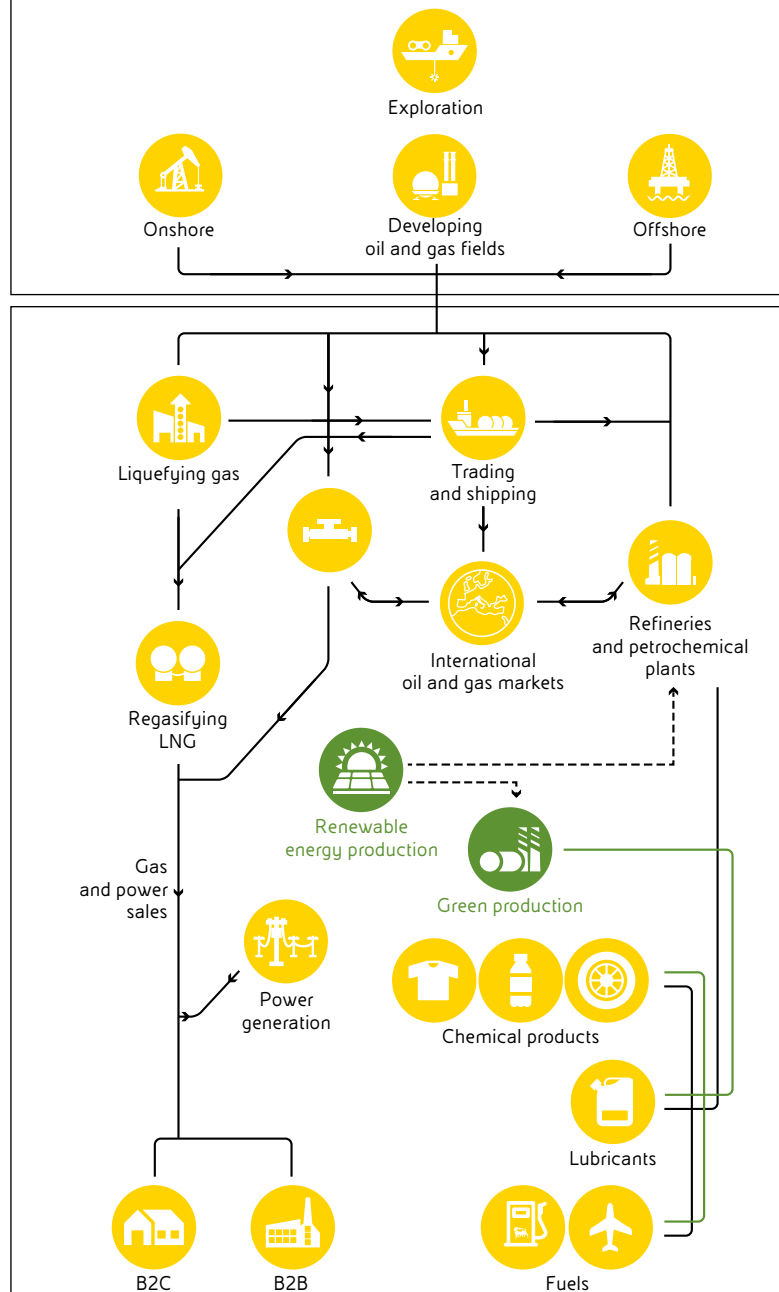 Exploration
Onshore
Developing
oil and gas fields
Offshore
Liquefying gas
Trading
and shipping
Refineries
and petrochemical
plants
International
oil and gas markets
Regasifying
LNG
Renewable
energy production
Green production
Gas
and power
sales
Power
generation
Chemical products
Lubricants
B2C
B2B
Fuels